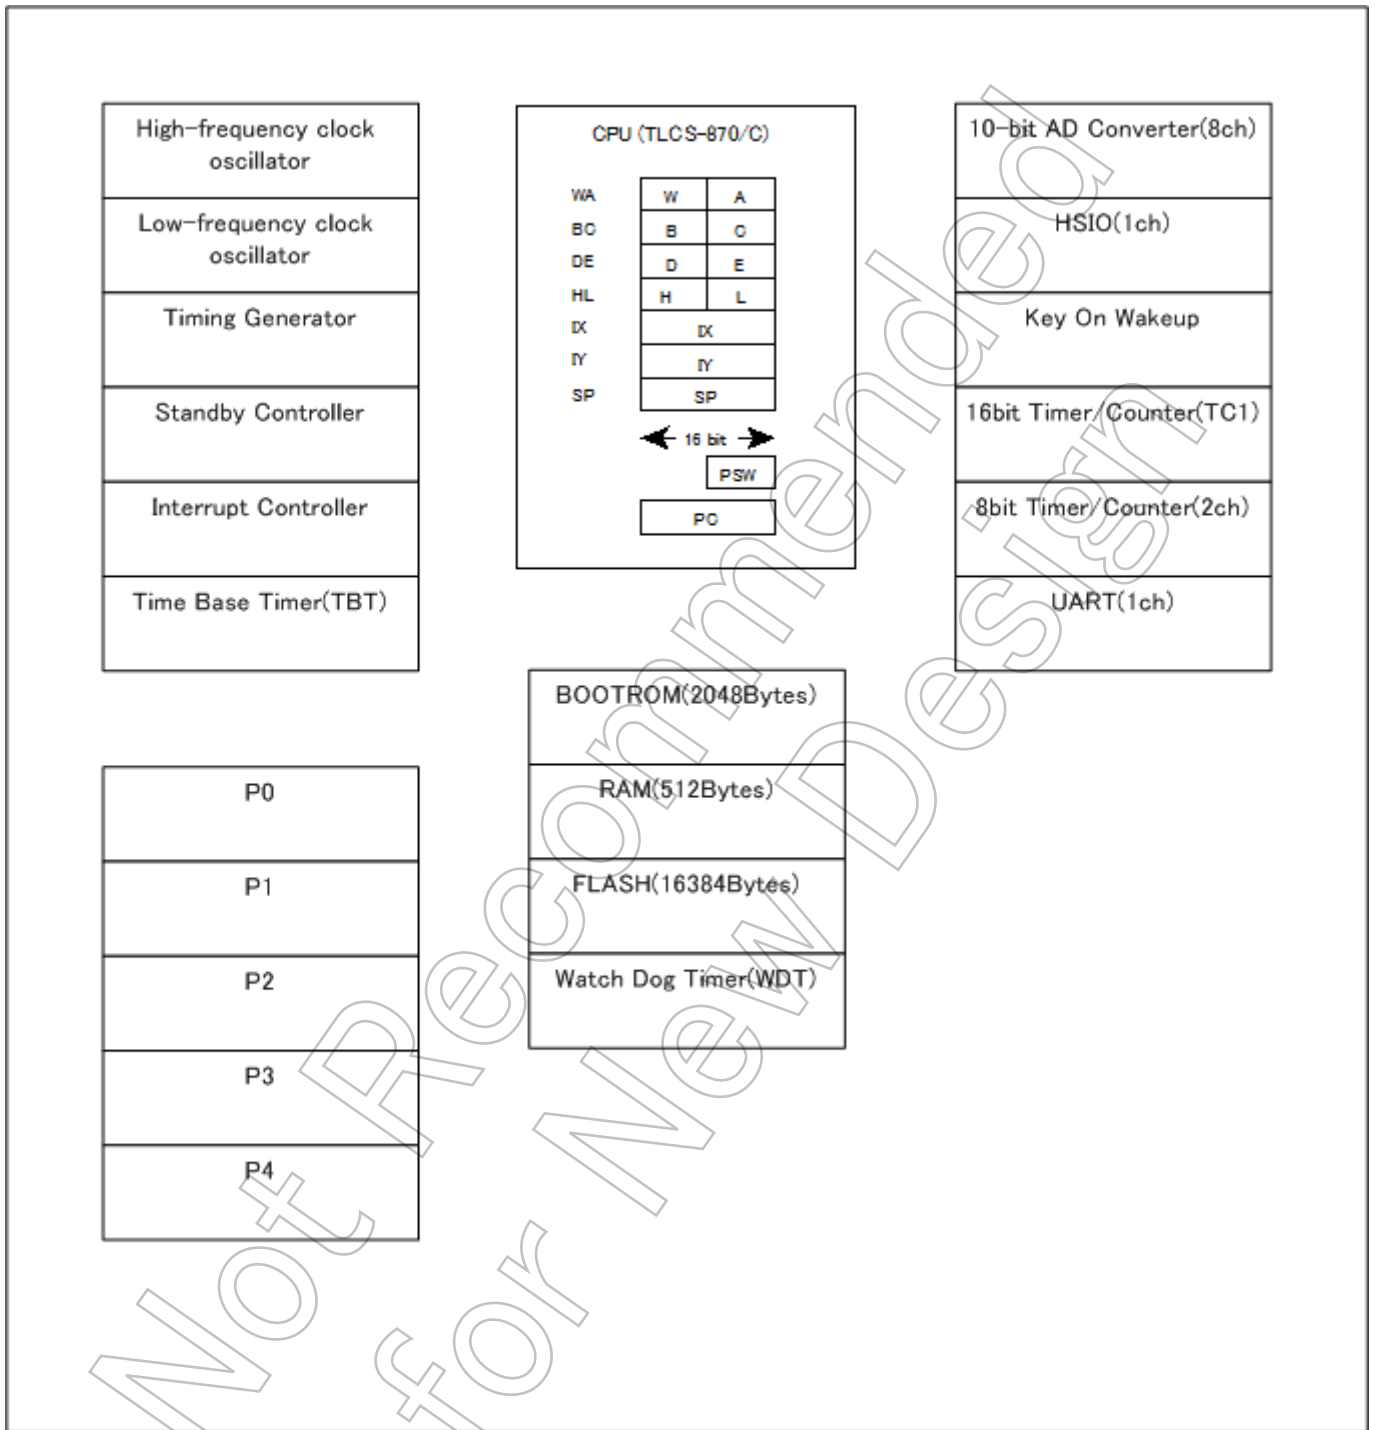 High-frequency clock
oscillator
Low-frequency clock
oscillator
Timing Generator
Standby Controller
Interrupt Controller
Time Base Timer(TBT)
CPU (TLCS-870/C)
WA W A
BC B C
DE D E
HL H L
IX IX
IY IY
SP SP
16 bit
PSW
PC
10-bit AD Converter(8ch)
HSIO(1ch)
Key On Wakeup
16bit Timer/Counter(TC1)
8bit Timer/Counter(2ch)
UART(1ch)
BOOTROM(2048Bytes)
RAM(512Bytes)
FLASH(16384Bytes)
Watch Dog Timer(WDT)
P0
P1
P2
P3
P4
Not Recommended
for New Design